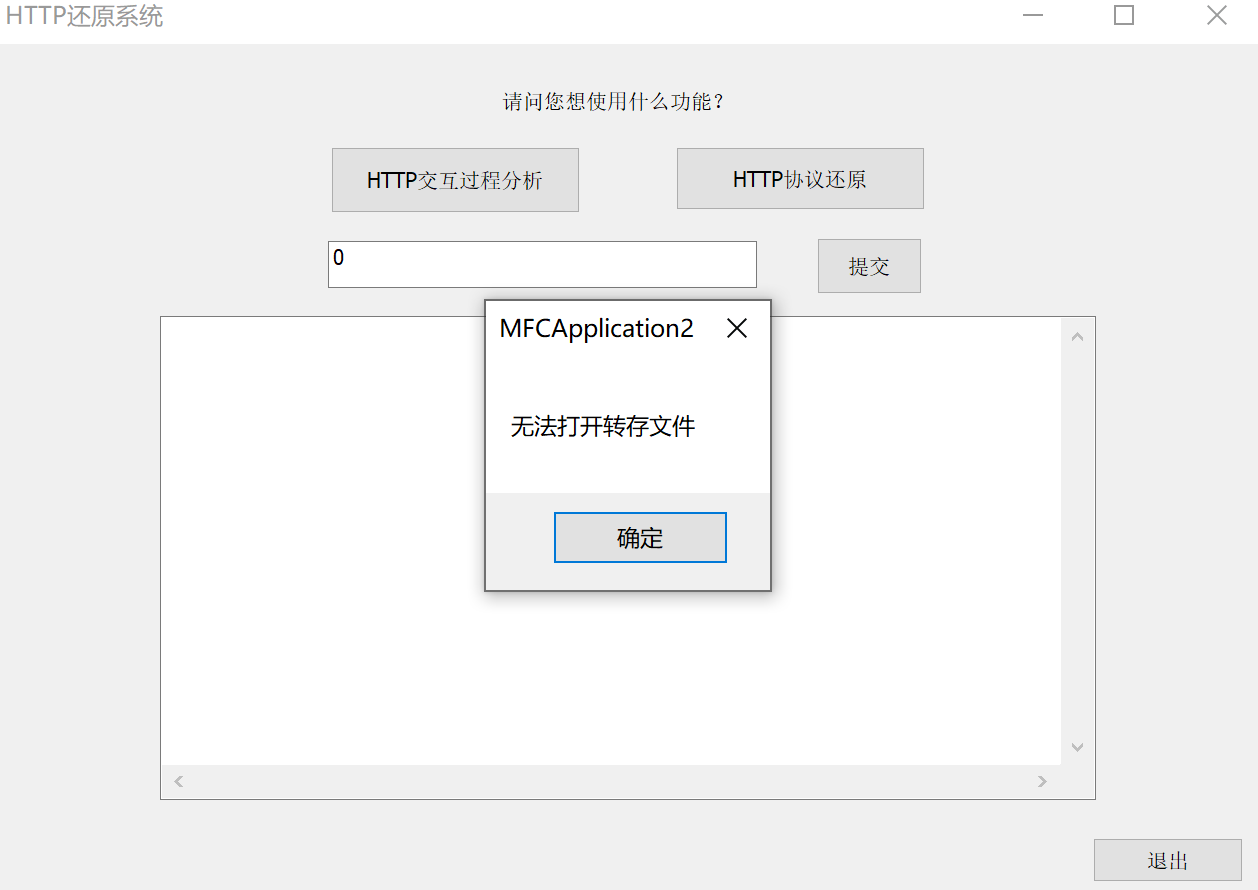 HTTP还原系统
请问您想使用什么功能?
HTTP交互过程分析
HTTP协议还原
0
提交
MFCApplication2
无法打开转存文件
确定
退出